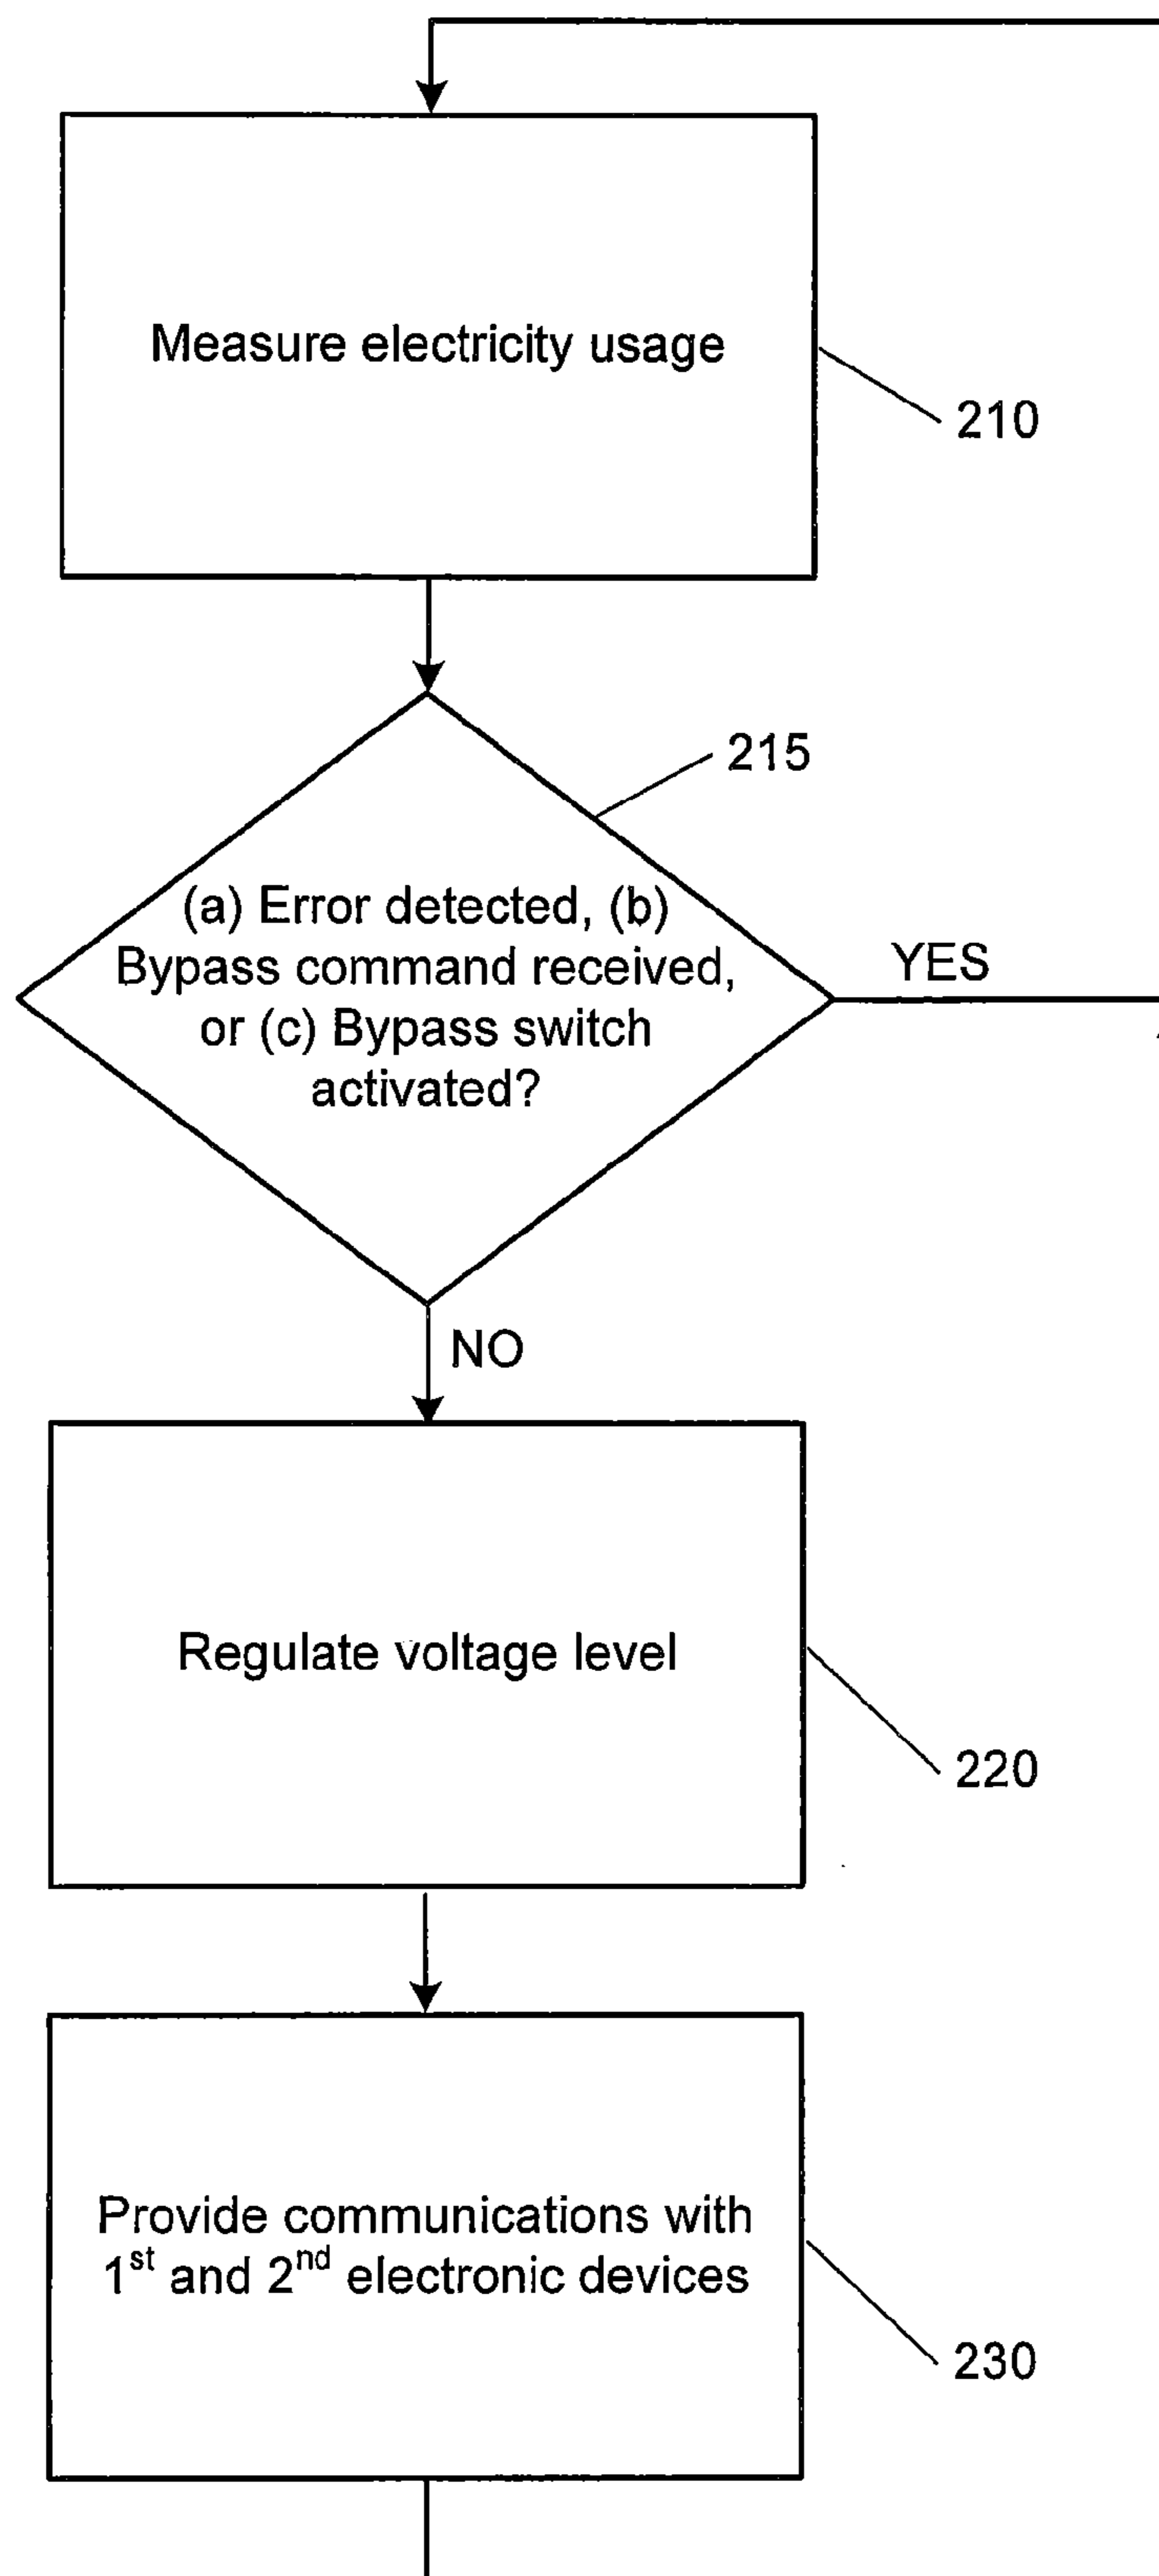 Measure electricity usage
210
215
(a) Error detected, (b)
Bypass command received,
or (c) Bypass switch
activated?
YES
NO
Regulate voltage level
220
Provide communications with
1st and 2nd electronic devices
230